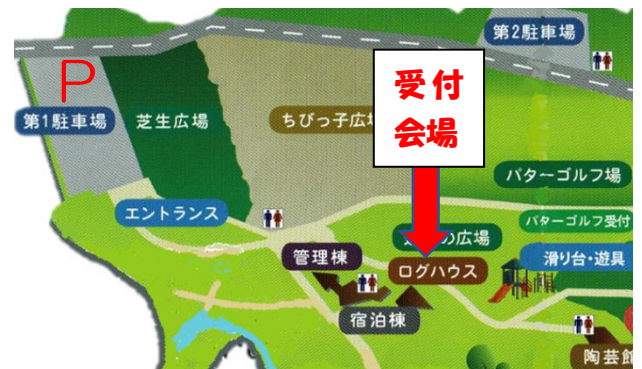 第2駐車場
P
受付
会場
第1駐車場
芝生広場
ちびっ子広
パターゴルフ場
エントランス
パターゴルフ受付
の広場
管理棟
ログハウス
滑り台・遊具
宿泊棟
陶芸館